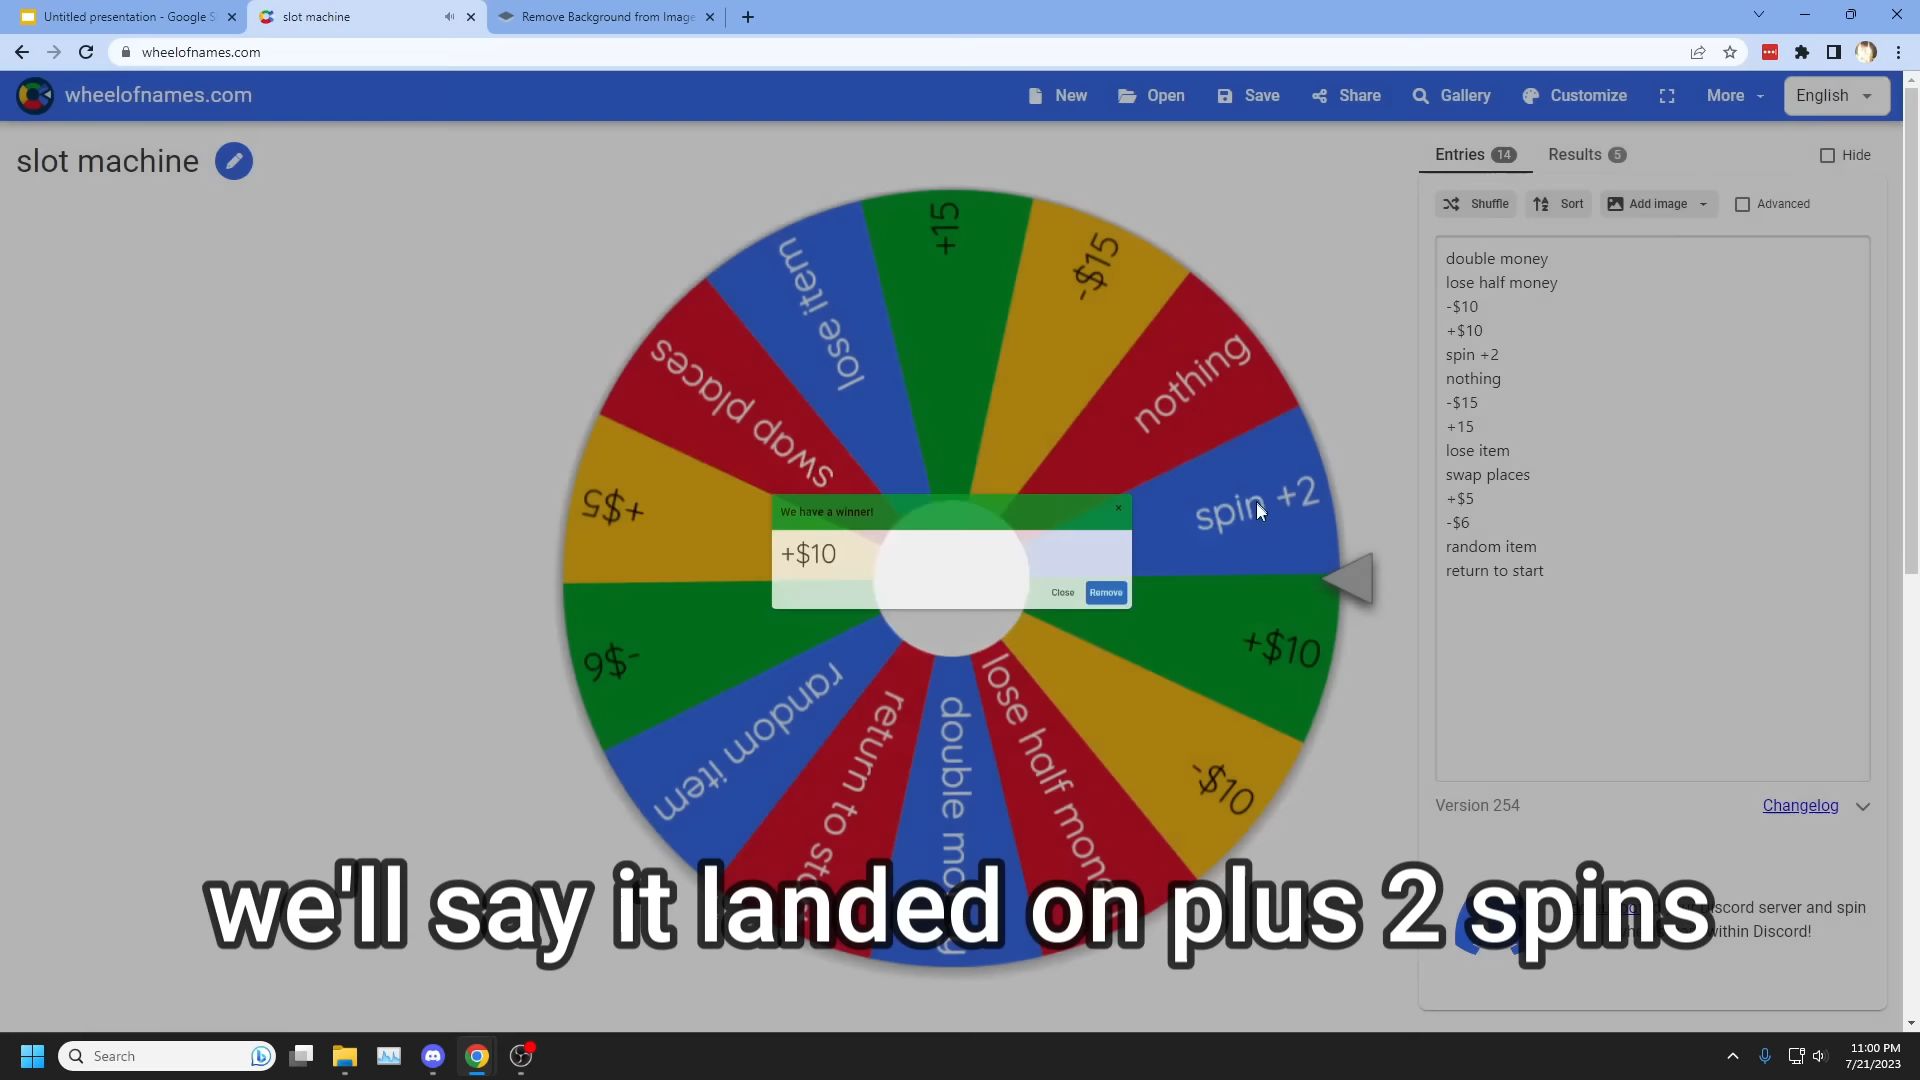 Untitled presentation - Google S
slot machine
Remove Background from Image
wheelofnames.com
wheelofnames.com
New
Open
Save
Share
Gallery
Customize
More
English
slot machine
Entries 14
Results 5
Hide
Shuffle
Sort
Add image
Advanced
double money
lose half money
-$10
+$10
spin +2
nothing
-$15
+15
lose item
swap places
+$5
-$6
random item
return to start
+15
-$15
nothing
spin +2
+$10
-$10
lose half mone
double mo y
return to sta
random item
-$6
+$5
swap places
lose item
We have a winner!
×
+$10
Close
Remove
Version 254
Changelog
iscord server and spin
within Discord!
we'll say it landed on plus 2 spins
Search
11:00 PM
7/21/2023